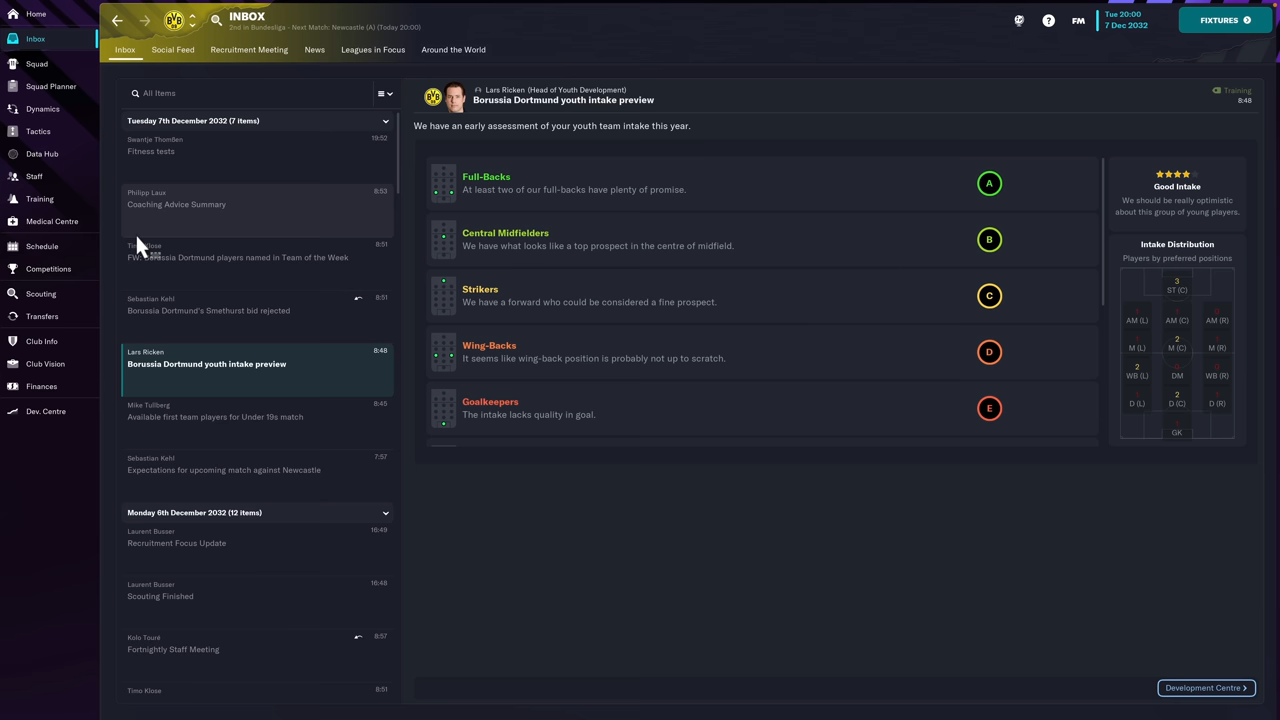 Home
Inbox
Squad
Squad Planner
Dynamics
Tactics
Data Hub
Staff
Training
Medical Centre
Schedule
Competitions
Scouting
Transfers
Club Info
Club Vision
Finances
Dev. Centre
INBOX
2nd in Bundesliga - Next Match: Newcastle (A) (Today 20:00)
FM
Tue 20:00
7 Dec 2032
FIXTURES
Inbox
Social Feed
Recruitment Meeting
News
Leagues in Focus
Around the World
All Items
Tuesday 7th December 2032 (7 items)
Swantje Thomßen 19:52
Fitness tests
Philipp Laux 8:53
Coaching Advice Summary
Klose 8:51
Dortmund players named in Team of the Week
Sebastian Kehl 8:51
Borussia Dortmund's Smethurst bid rejected
Lars Ricken 8:48
Borussia Dortmund youth intake preview
Mike Tullberg 8:45
Available first team players for Under 19s match
Sebastian Kehl 7:57
Expectations for upcoming match against Newcastle
Monday 6th December 2032 (12 items)
Laurent Busser 16:49
Recruitment Focus Update
Laurent Busser 16:48
Scouting Finished
Kolo Touré 8:57
Fortnightly Staff Meeting
Timo Klose 8:51
Lars Ricken (Head of Youth Development)
Borussia Dortmund youth intake preview
Training
8:48
We have an early assessment of your youth team intake this year.
Full-Backs
At least two of our full-backs have plenty of promise.
A
Central Midfielders
We have what looks like a top prospect in the centre of midfield.
B
Strikers
We have a forward who could be considered a fine prospect.
C
Wing-Backs
It seems like wing-back position is probably not up to scratch.
D
Goalkeepers
The intake lacks quality in goal.
E
Good Intake
We should be really optimistic
about this group of young players.
Intake Distribution
Players by preferred positions
3
ST (C)
AM (L) AM (C) AM (R)
2
M (L) M (C) M (R)
2
WB (L) DM WB (R)
2
D (L) D (C) D (R)
GK
Development Centre